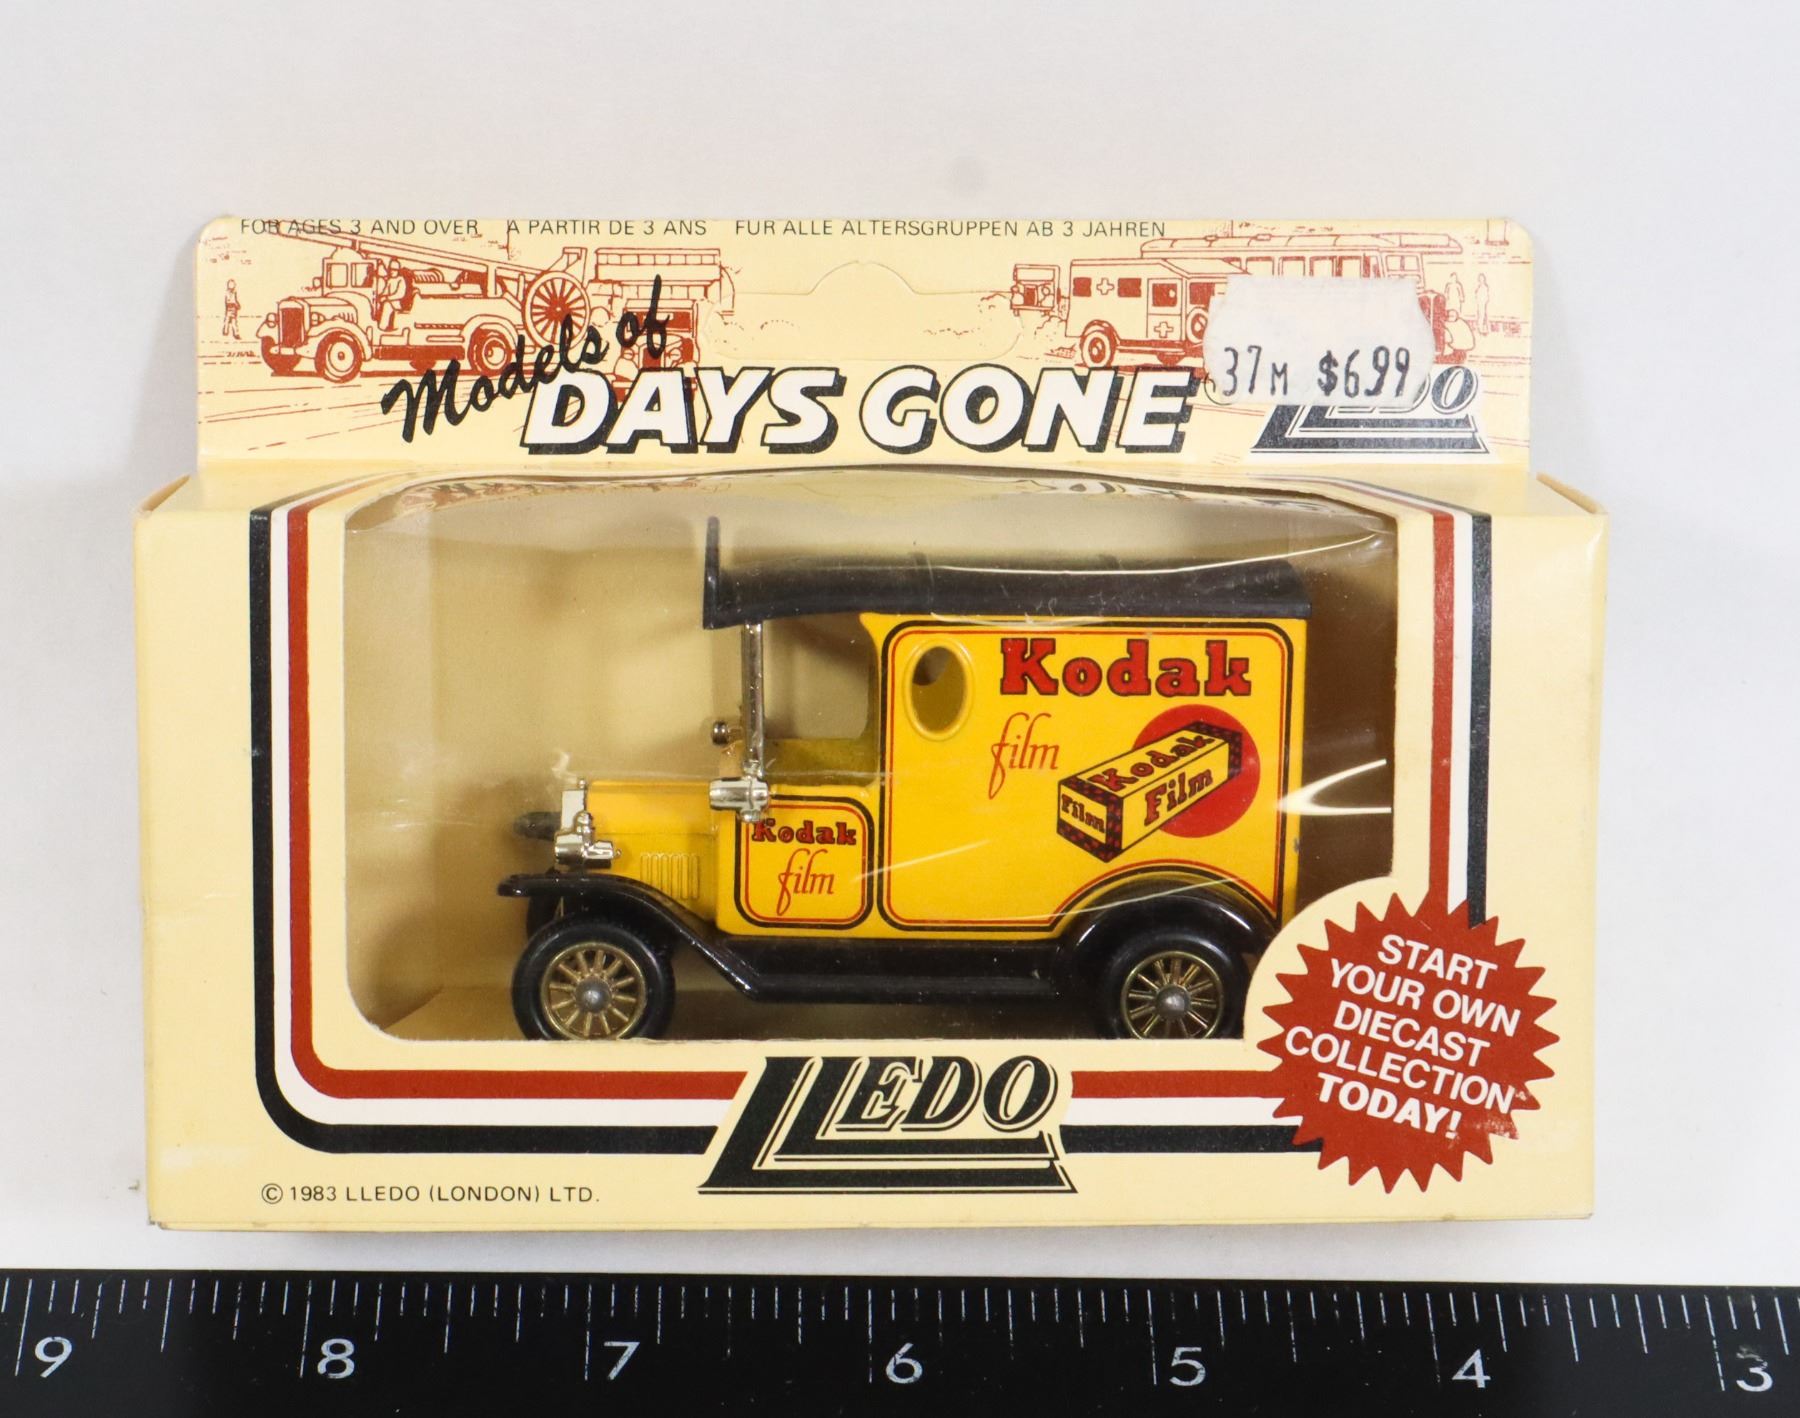 FOR AGES 3 AND OVER A PARTIR DE 3 ANS FUR ALLE ALTERSGRUPPEN AB 3 JAHREN
Models of
DAYS GONE
37M $6.99
Kodak
film
Kodak
Film
Film
Kodak
film
START
YOUR OWN
DIECAST
COLLECTION
TODAY!
LLEDO
© 1983 LLEDO (LONDON) LTD.
9 8 7 6 5 4 3